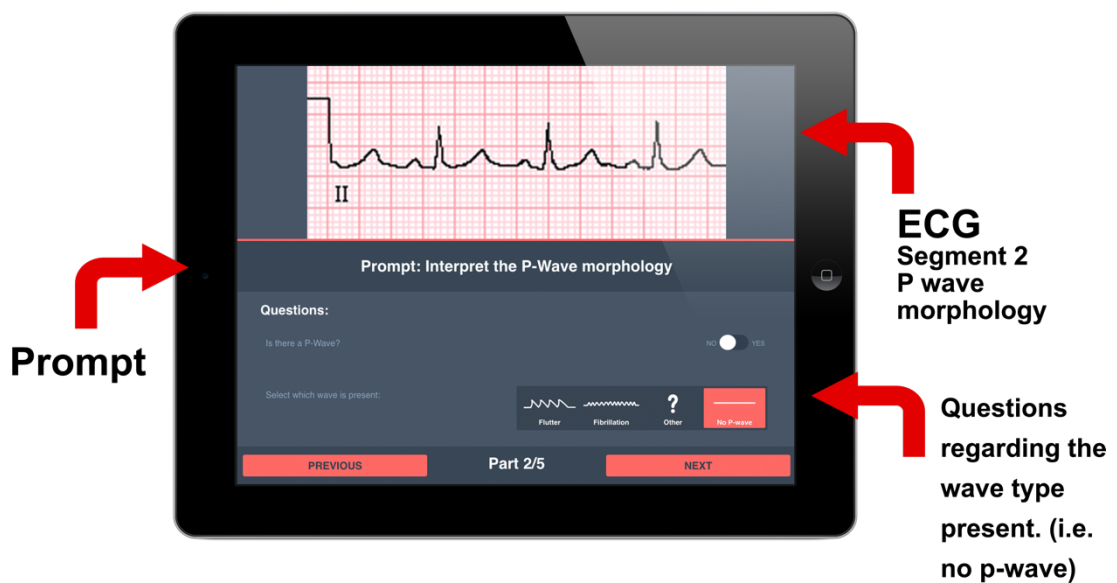 II
Prompt: Interpret the P-Wave morphology
Questions:
Is there a P-Wave?
NO YES
Select which wave is present:
?
Flutter Fibrillation Other No P-wave
PREVIOUS Part 2/5 NEXT
Prompt
ECG
Segment 2
P wave
morphology
Questions
regarding the
wave type
present. (i.e.
no p-wave)